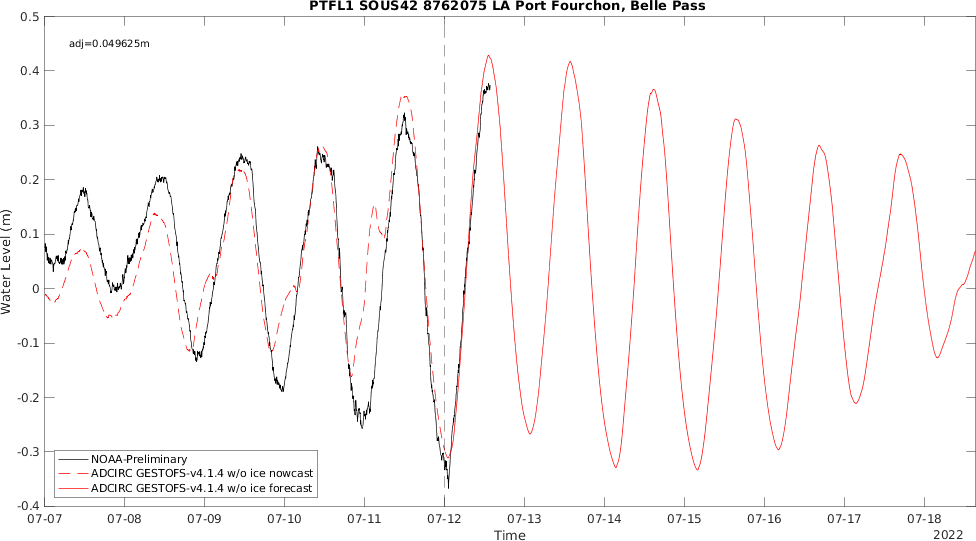 PTFL1 SOUS42 8762075 LA Port Fourchon, Belle Pass
adj=0.049625m
Water Level (m)
0.5
0.4
0.3
0.2
0.1
0
-0.1
-0.2
-0.3
-0.4
NOAA-Preliminary
ADCIRC GESTOFS-v4.1.4 w/o ice nowcast
ADCIRC GESTOFS-v4.1.4 w/o ice forecast
07-07 07-08 07-09 07-10 07-11 07-12 07-13 07-14 07-15 07-16 07-17 07-18
Time
2022